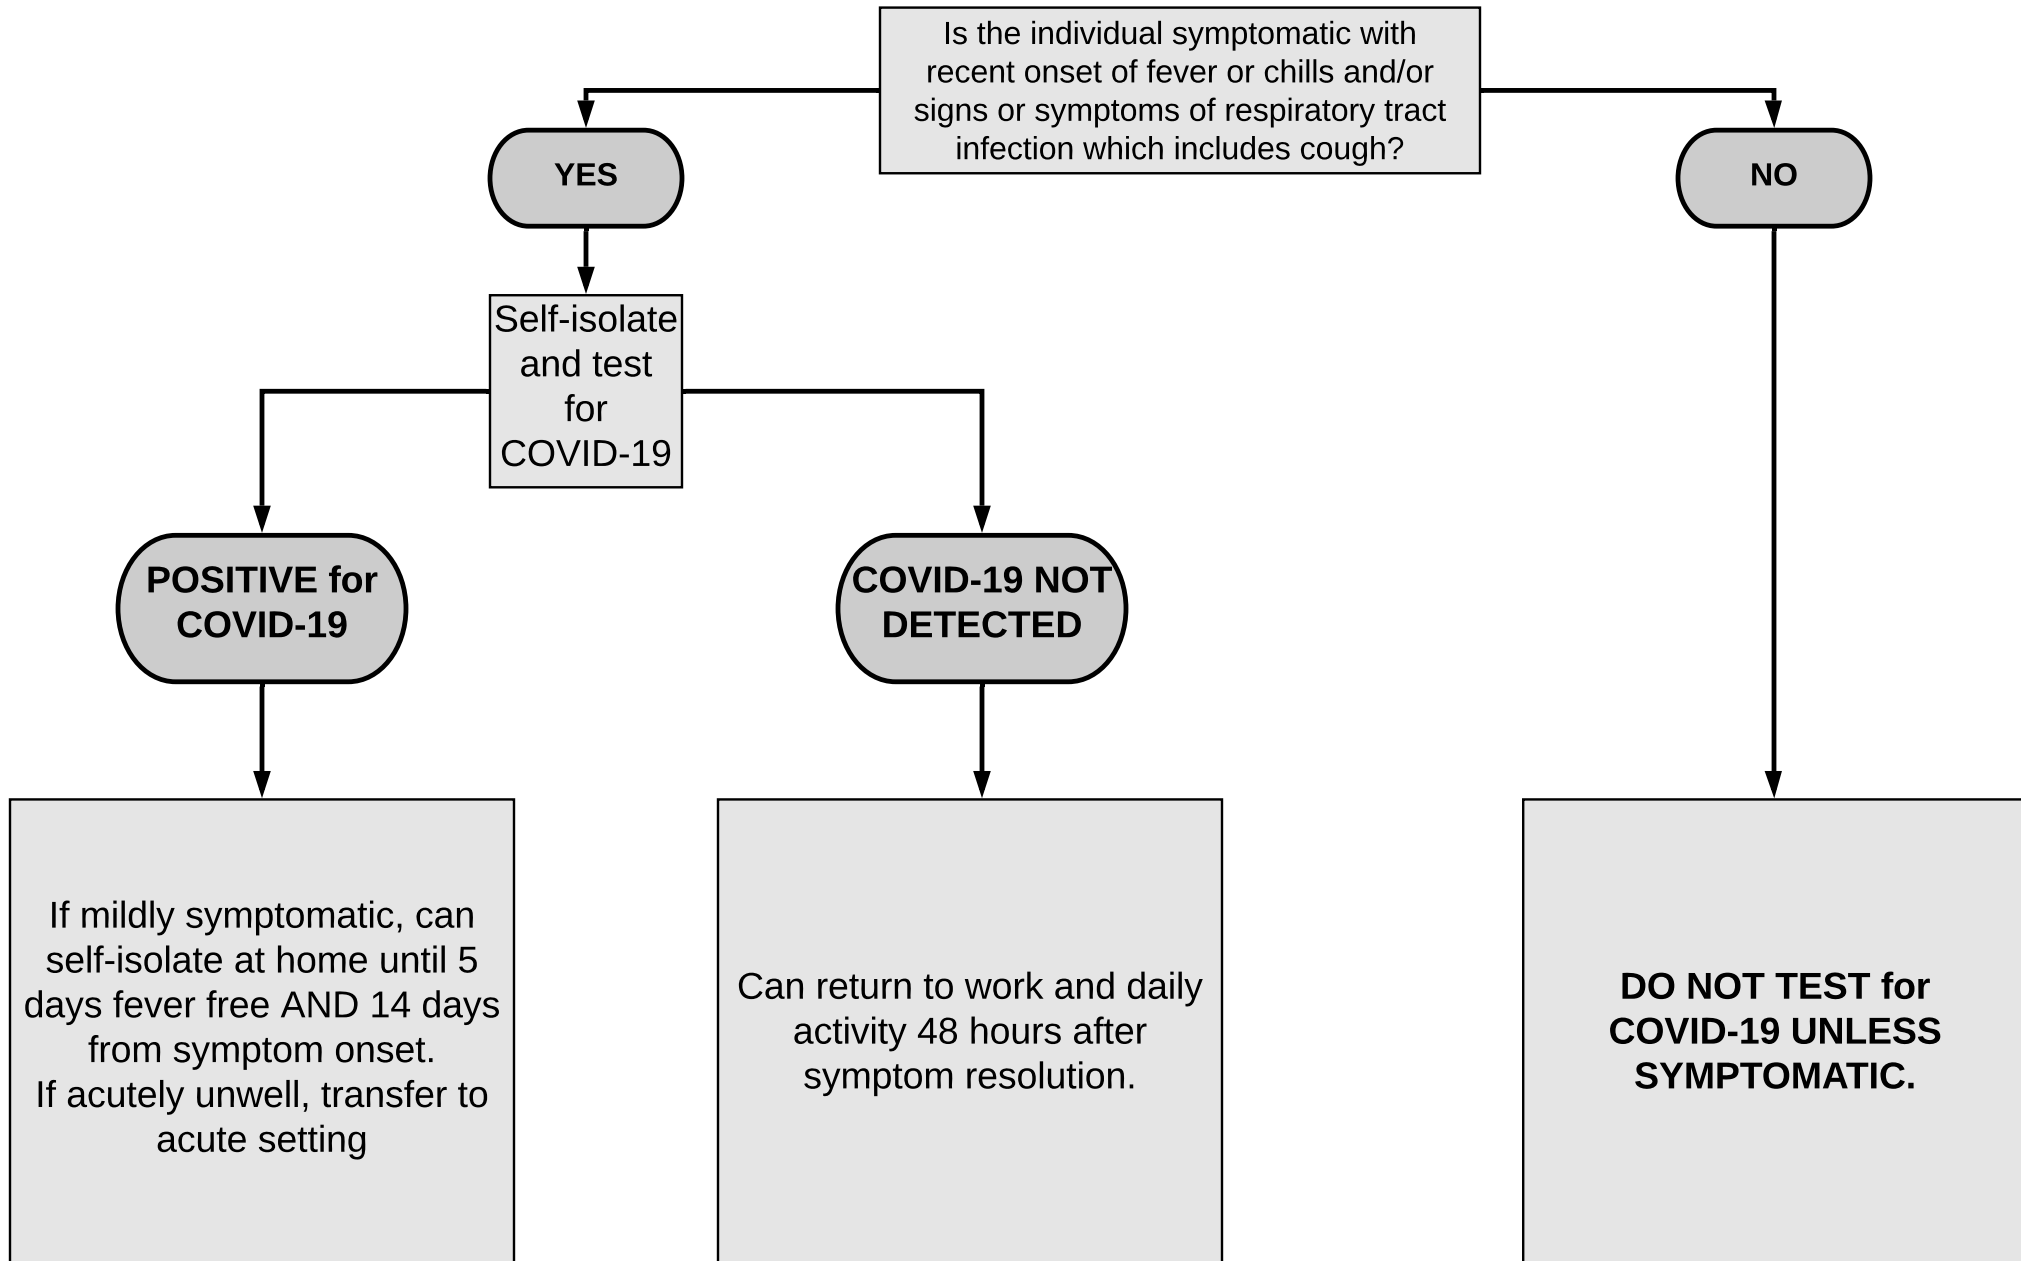 Is the individual symptomatic with
recent onset of fever or chills and/or
signs or symptoms of respiratory tract
infection which includes cough?
YES
NO
Self-isolate
and test
for
COVID-19
POSITIVE for
COVID-19
COVID-19 NOT
DETECTED
If mildly symptomatic, can
self-isolate at home until 5
days fever free AND 14 days
from symptom onset.
If acutely unwell, transfer to
acute setting
Can return to work and daily
activity 48 hours after
symptom resolution.
DO NOT TEST for
COVID-19 UNLESS
SYMPTOMATIC.